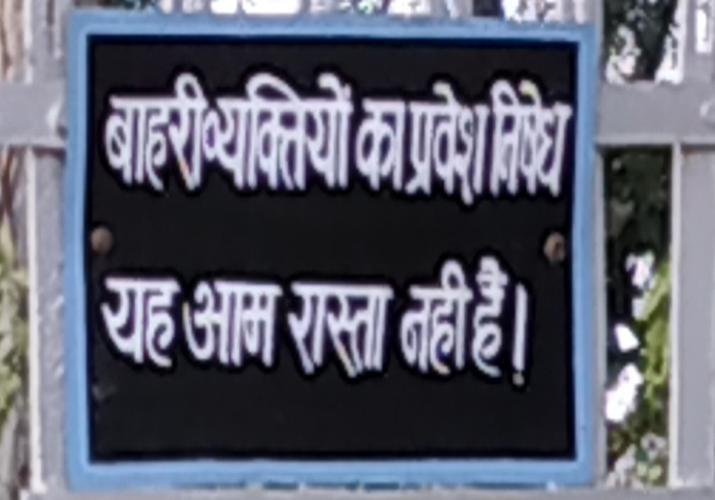 बाहरी व्यक्तियों का प्रवेश निषेध
यह आम रास्ता नही हैं।